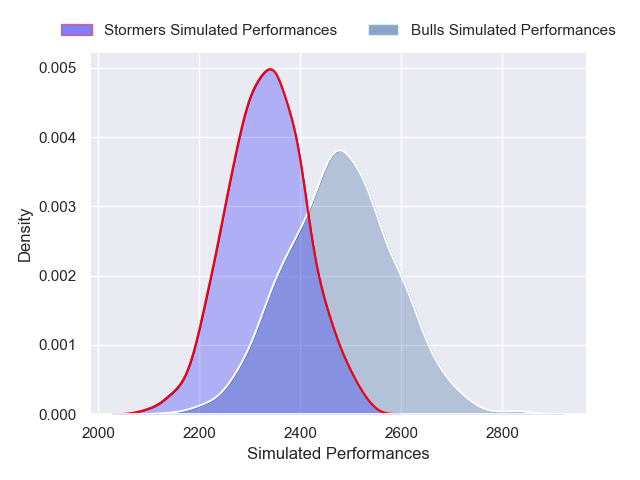 Stormers Simulated Performances Bulls Simulated Performances
0.005
0.004
0.003
0.002
0.001
0.000
Density
2000 2200 2400 2600 2800
Simulated Performances